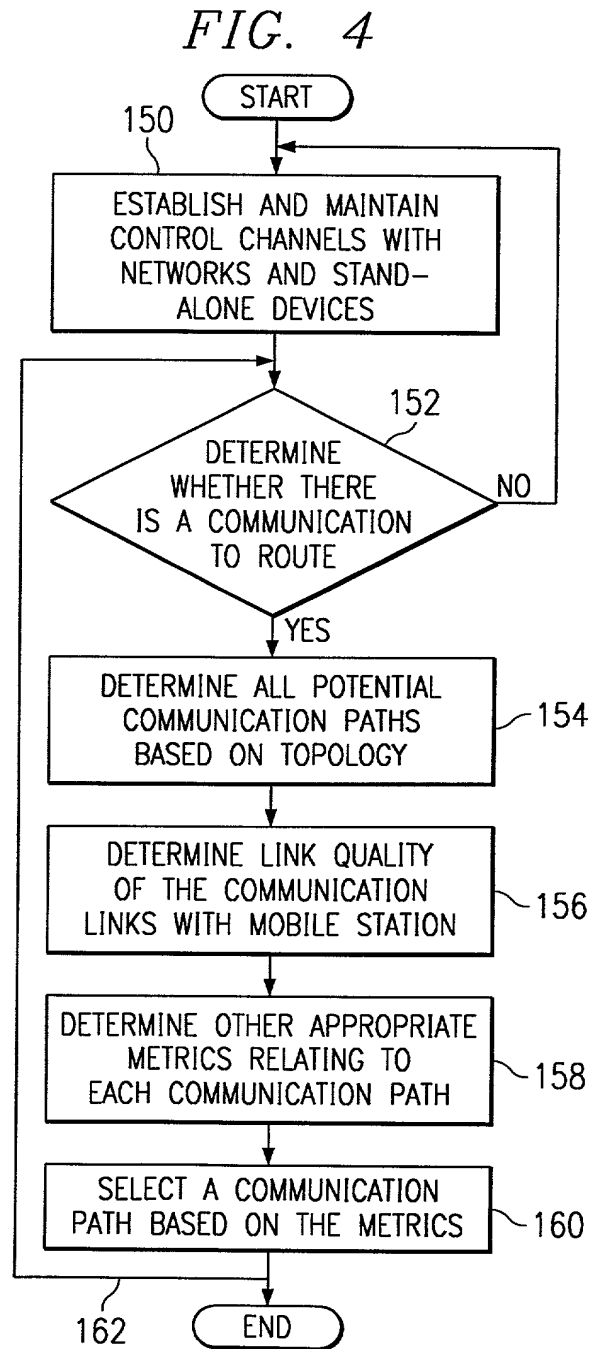 FIG. 4
START
150
ESTABLISH AND MAINTAIN
CONTROL CHANNELS WITH
NETWORKS AND STAND-
ALONE DEVICES
152
DETERMINE
WHETHER THERE
IS A COMMUNICATION
TO ROUTE
NO
YES
DETERMINE ALL POTENTIAL
COMMUNICATION PATHS
BASED ON TOPOLOGY
154
DETERMINE LINK QUALITY
OF THE COMMUNICATION
LINKS WITH MOBILE STATION
156
DETERMINE OTHER APPROPRIATE
METRICS RELATING TO
EACH COMMUNICATION PATH
158
SELECT A COMMUNICATION
PATH BASED ON THE METRICS
160
162
END